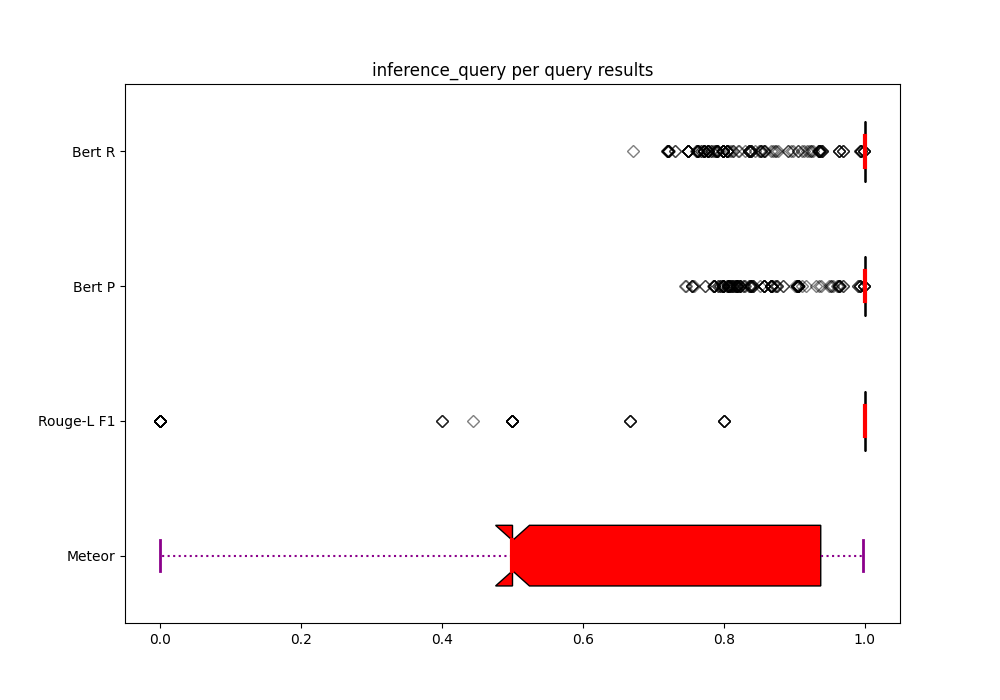 inference_query per query results
Bert R
Bert P
Rouge-L F1
Meteor
0.0 0.2 0.4 0.6 0.8 1.0